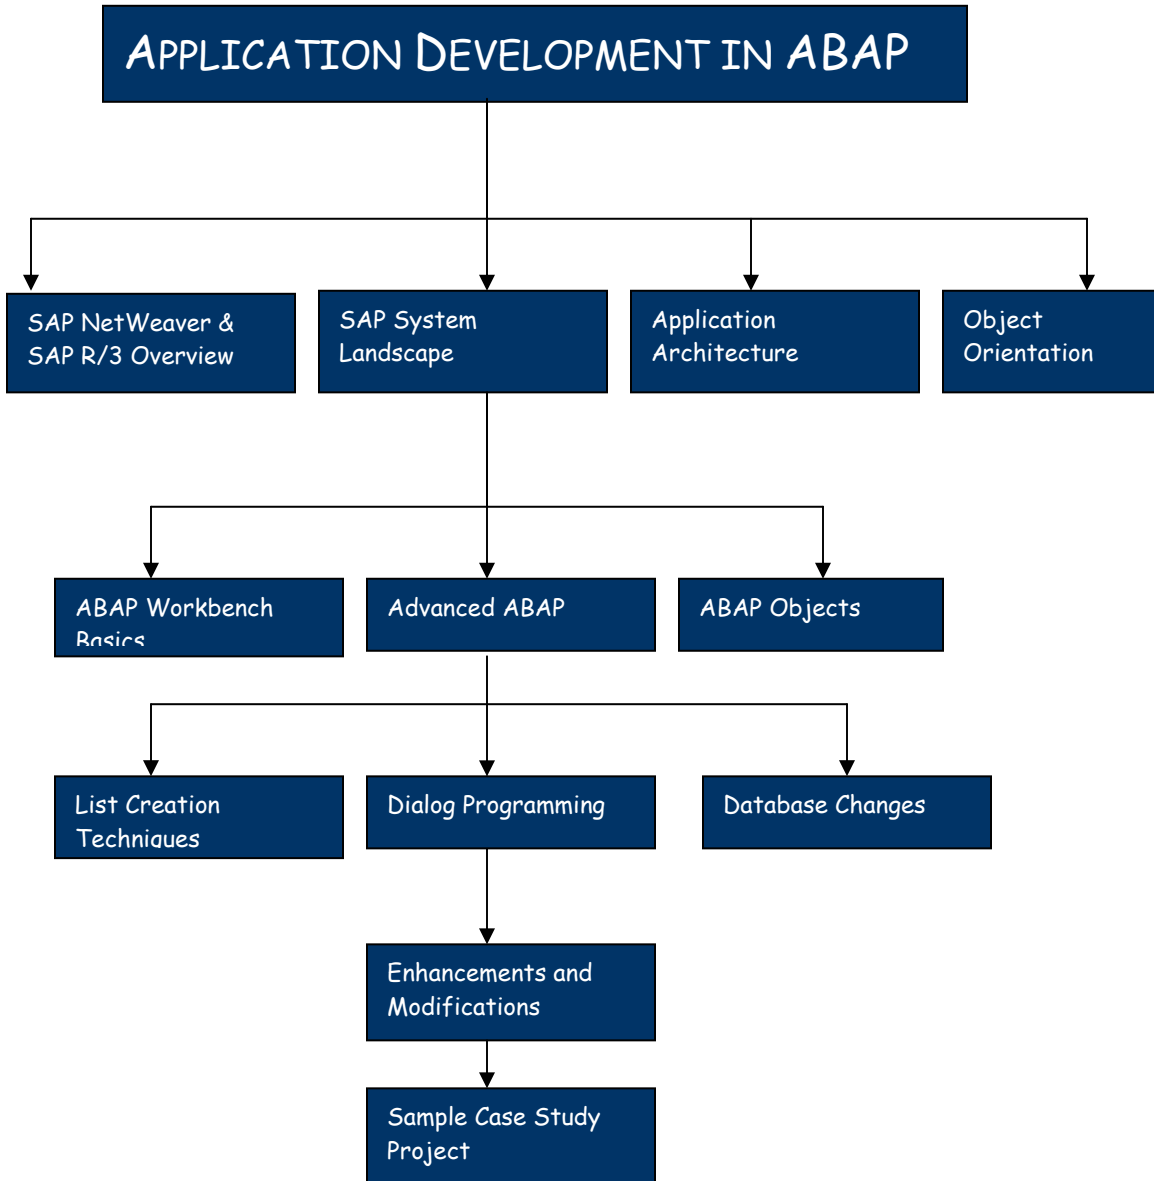 APPLICATION DEVELOPMENT IN ABAP
SAP NetWeaver &
SAP R/3 Overview
SAP System
Landscape
Application
Architecture
Object
Orientation
ABAP Workbench
Basics
Advanced ABAP
ABAP Objects
List Creation
Techniques
Dialog Programming
Database Changes
Enhancements and
Modifications
Sample Case Study
Project